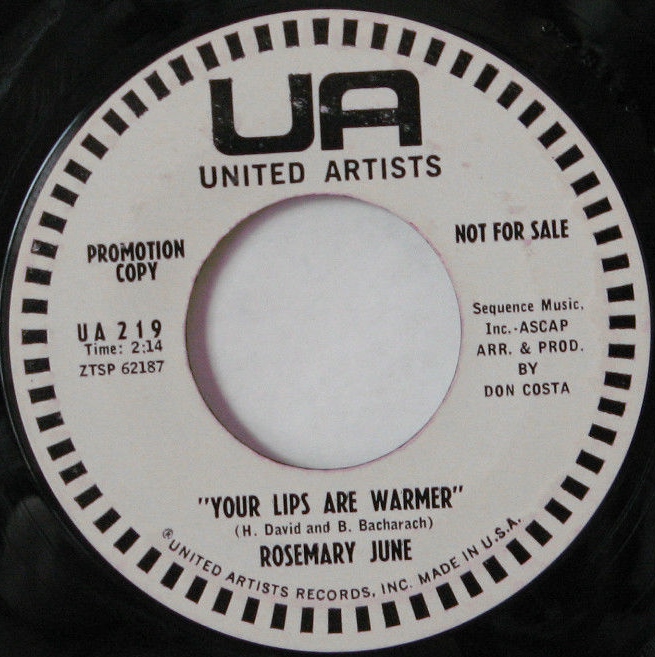 UA
UNITED ARTISTS
PROMOTION
COPY
NOT FOR SALE
UA 219
Time: 2:14
ZTSP 62187
Sequence Music,
Inc.-ASCAP
ARR. & PROD.
BY
DON COSTA
"YOUR LIPS ARE WARMER"
(H. David and B. Bacharach)
ROSEMARY JUNE
®UNITED ARTISTS RECORDS, INC. MADE IN U.S.A.